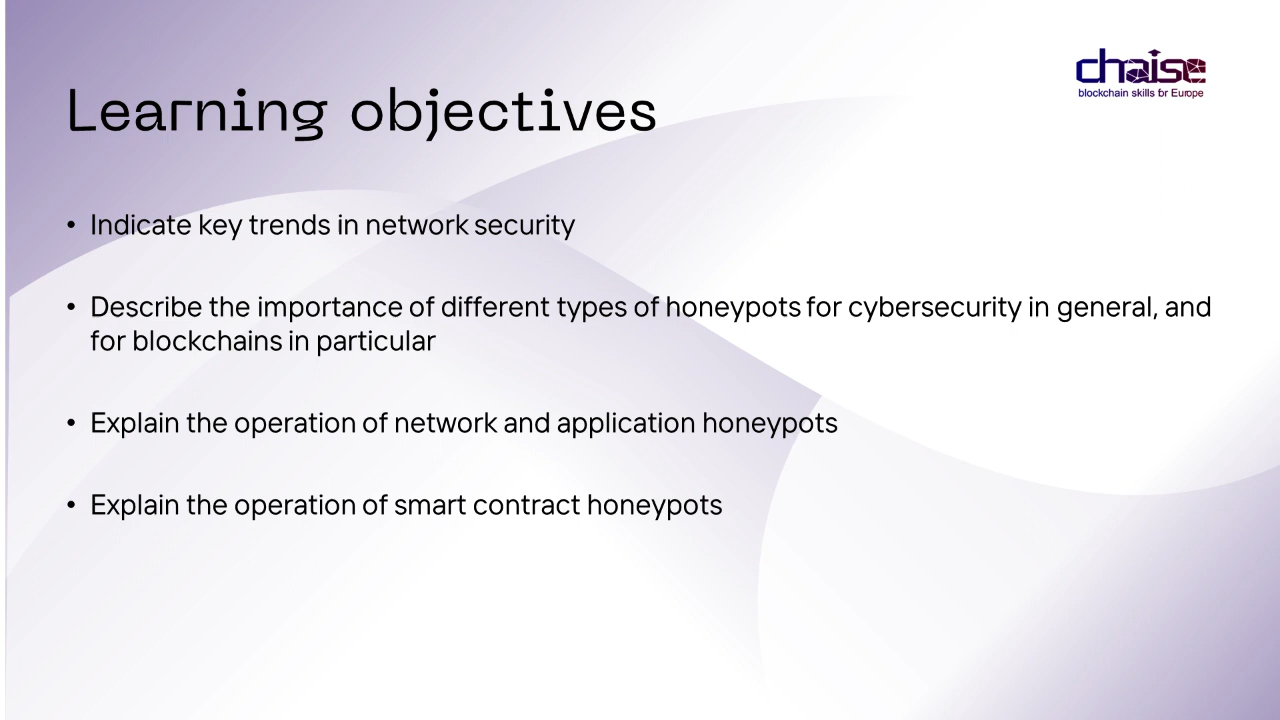 chaise
blockchain skills for Europe
Learning objectives
• Indicate key trends in network security
• Describe the importance of different types of honeypots for cybersecurity in general, and
for blockchains in particular
• Explain the operation of network and application honeypots
• Explain the operation of smart contract honeypots